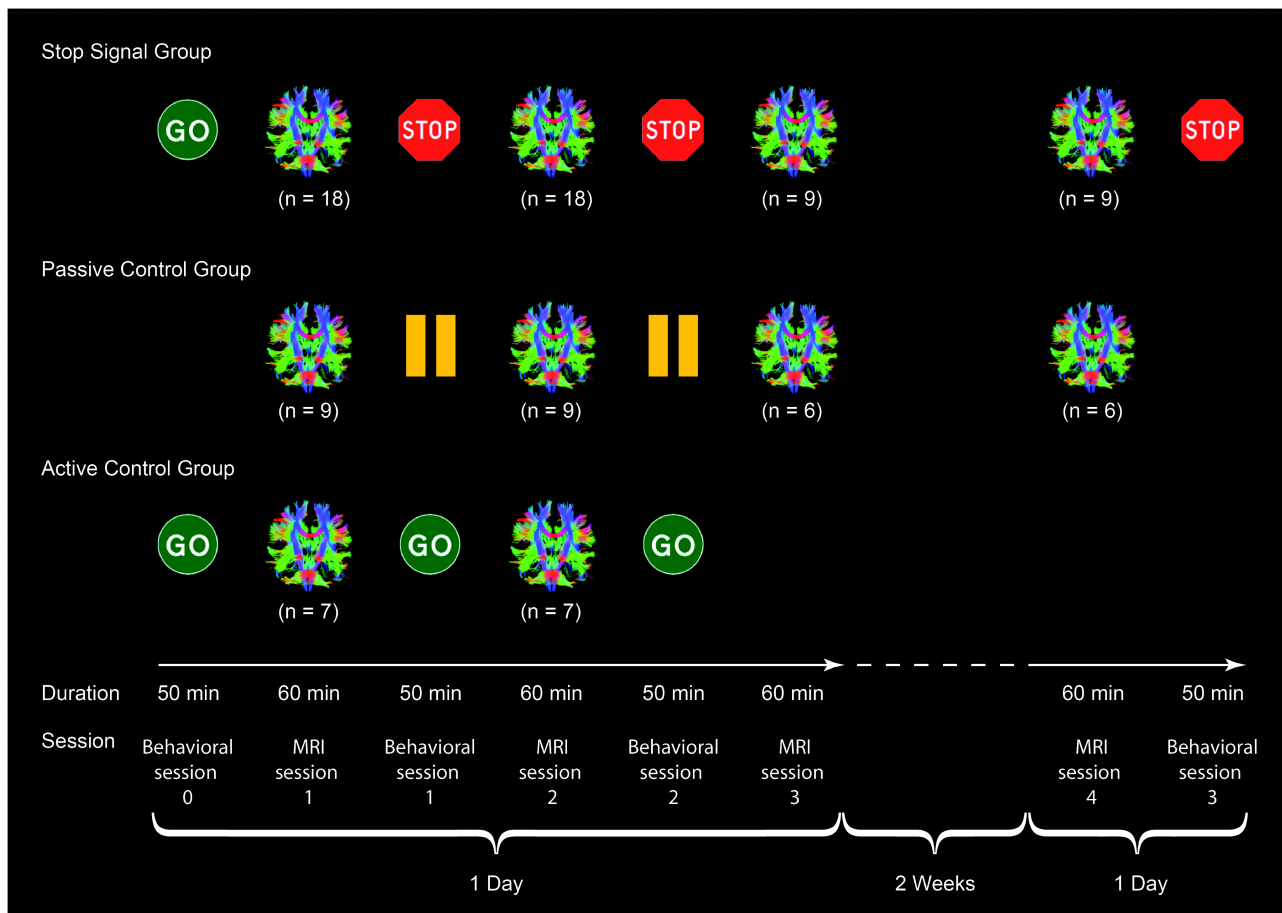 Stop Signal Group
GO STOP STOP STOP
(n = 18) (n = 18) (n = 9) (n = 9)
Passive Control Group
(n = 9) (n = 9) (n = 6) (n = 6)
Active Control Group
GO GO GO
(n = 7) (n = 7)
Duration 50 min 60 min 50 min 60 min 50 min 60 min 60 min 50 min
Session Behavioral MRI Behavioral MRI Behavioral MRI MRI Behavioral
session session session session session session session session
0 1 1 2 2 3 4 3
1 Day 2 Weeks 1 Day